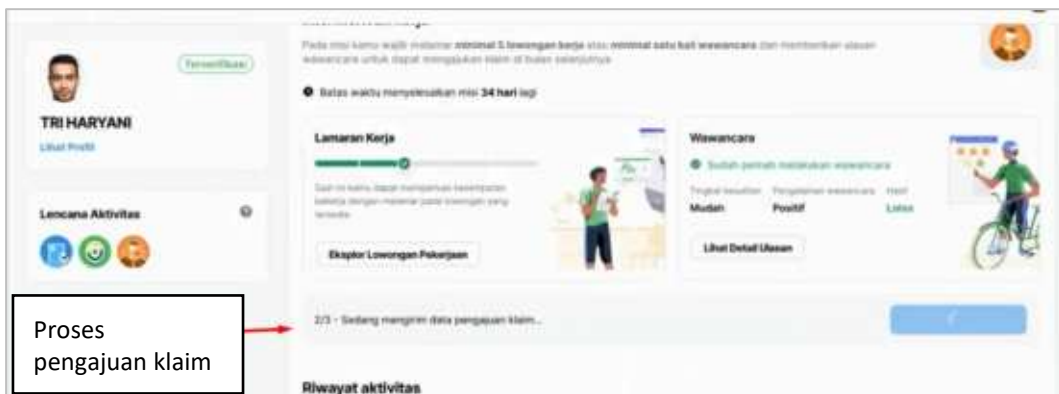 Pada misi kamu wajib melamar minimal 5 lowongan kerja atau minimal satu kali wawancara dan memberikan ulasan
wawancara untuk dapat mengajukan klaim di bulan selanjutnya
Batas waktu menyelesaikan misi 34 hari lagi
Terverifikasi
TRI HARYANI
Lihat Profil
Lencana Aktivitas
Lamaran Kerja
Saat ini kamu dapat memperluas kesempatan
bekerja dengan melamar pada lowongan yang
tersedia
Eksplor Lowongan Pekerjaan
Wawancara
Sudah pernah melakukan wawancara
Tingkat kesulitan Pengalaman wawancara Hasil
Mudah Positif Lolos
Lihat Detail Ulasan
Proses
pengajuan klaim
2/3 - Sedang mengirim data pengajuan klaim...
Riwayat aktivitas